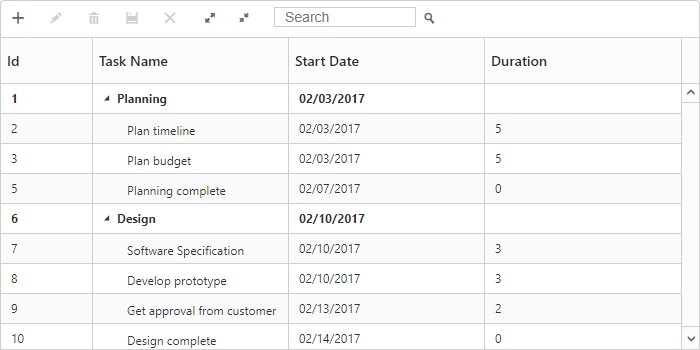 Search
Id Task Name Start Date Duration
1 Planning 02/03/2017
2 Plan timeline 02/03/2017 5
3 Plan budget 02/03/2017 5
5 Planning complete 02/07/2017 0
6 Design 02/10/2017
7 Software Specification 02/10/2017 3
8 Develop prototype 02/10/2017 3
9 Get approval from customer 02/13/2017 2
10 Design complete 02/14/2017 0